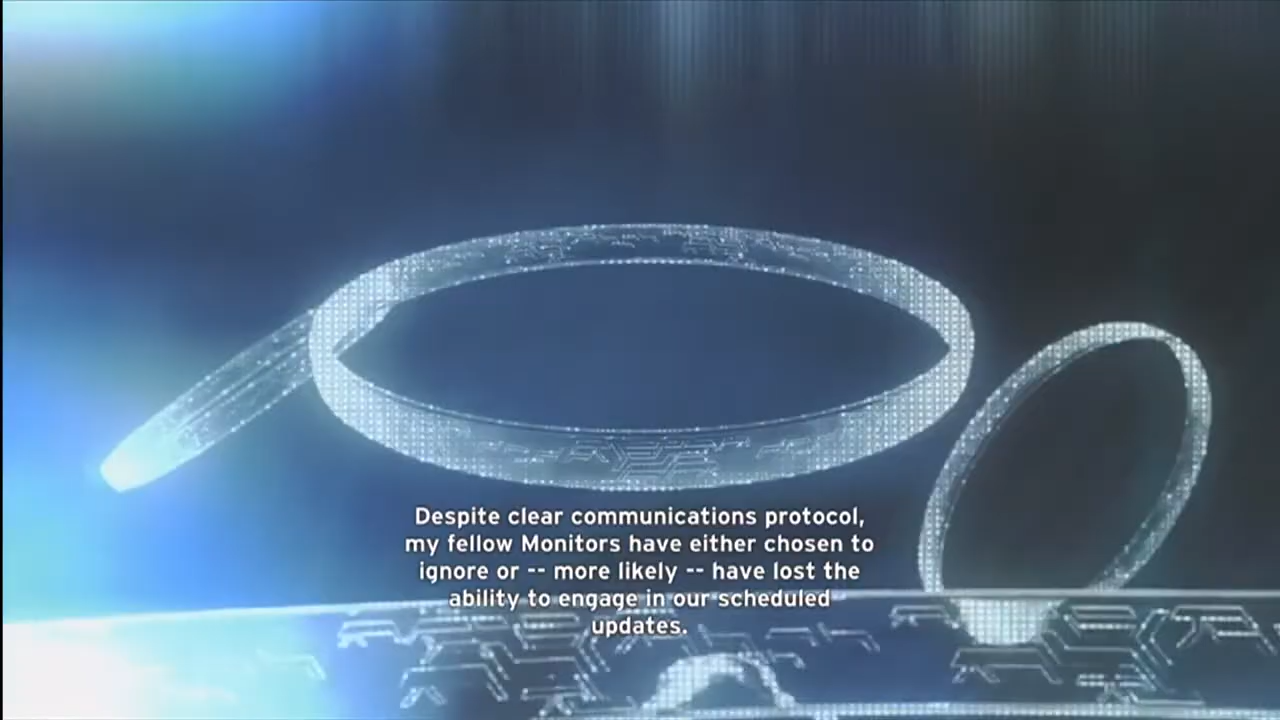 Despite clear communications protocol,
my fellow Monitors have either chosen to
ignore or -- more likely -- have lost the
ability to engage in our scheduled
updates.